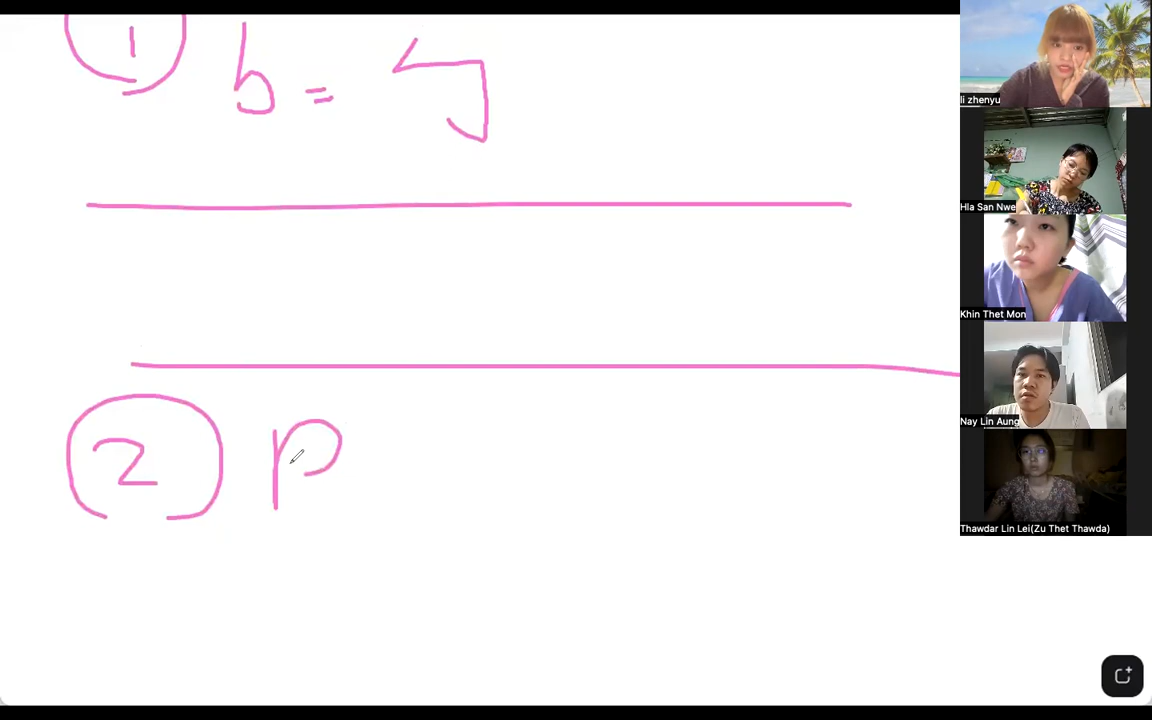 1 b = ㄅ
2 p
li zhenyu
Hla San Nwe
Khin Thet Mon
Nay Lin Aung
Thawdar Lin Lei(Zu Thet Thawda)